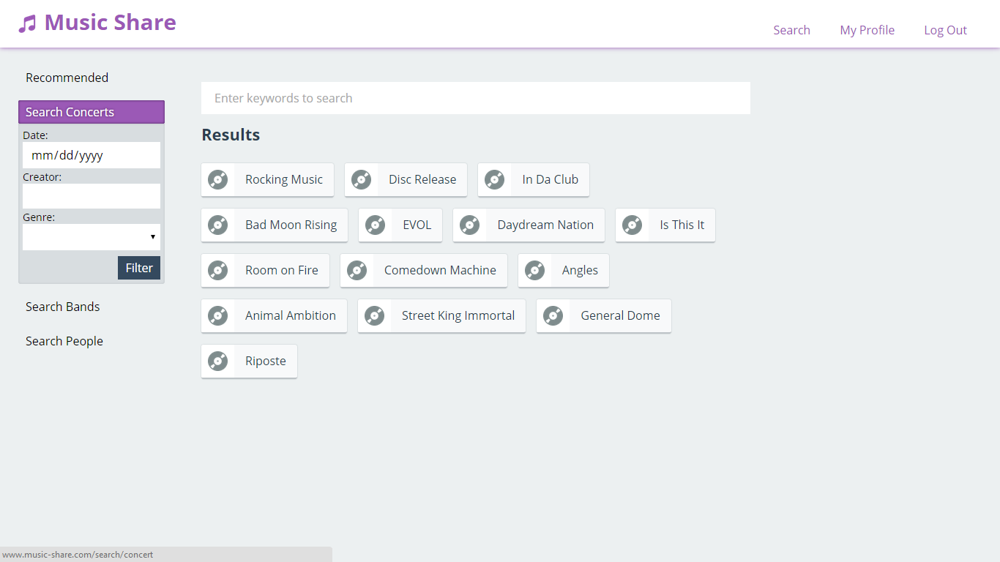 Music Share
Search My Profile Log Out
Recommended
Search Concerts
Date:
mm/dd/yyyy
Creator:
Genre:
Filter
Search Bands
Search People
Enter keywords to search
Results
Rocking Music Disc Release In Da Club
Bad Moon Rising EVOL Daydream Nation Is This It
Room on Fire Comedown Machine Angles
Animal Ambition Street King Immortal General Dome
Riposte
www.music-share.com/search/concert